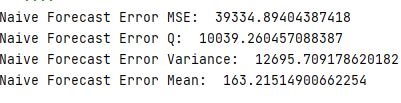 Naive Forecast Error MSE:  39334.89404387418
Naive Forecast Error Q:  10039.260457088387
Naive Forecast Error Variance:  12695.709178620182
Naive Forecast Error Mean:  163.21514900662254